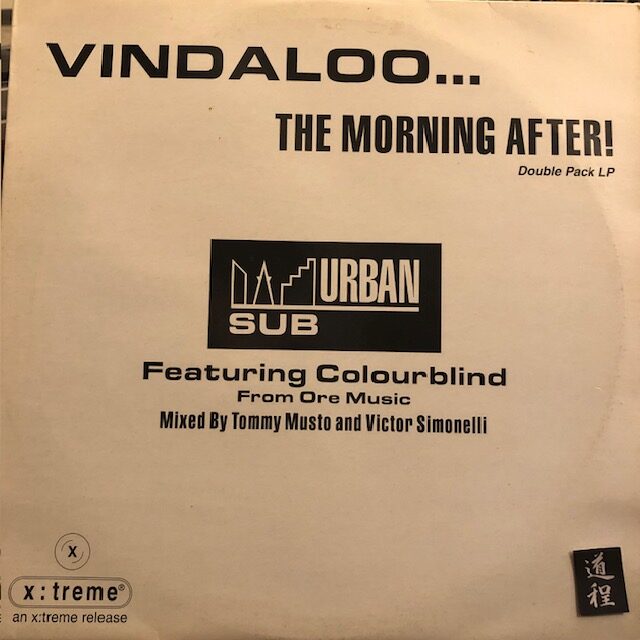 VINDALOO...
THE MORNING AFTER!
Double Pack LP
URBAN
SUB
Featuring Colourblind
From Ore Music
Mixed By Tommy Musto and Victor Simonelli
x
x:treme®
an x:treme release
道程